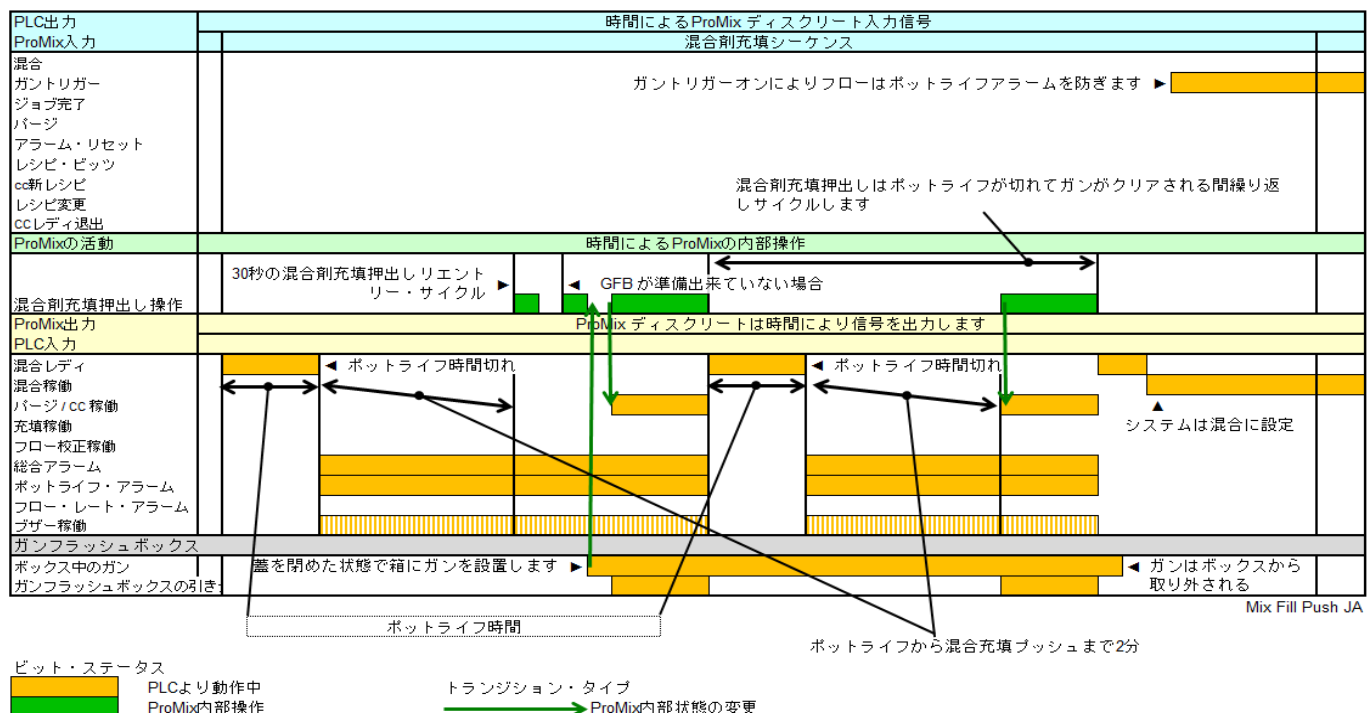 PLC出力
時間によるProMix ディスクリート入力信号
ProMix入力
混合剤充填シーケンス
混合
ガントリガー
ガントリガーオンによりフローはポットライフアラームを防ぎます
ジョブ完了
パージ
アラーム・リセット
レシピ・ビッツ
cc新レシピ
混合剤充填押出しはポットライフが切れてガンがクリアされる間繰り返
しサイクルします
レシピ変更
CCレディ退出
ProMixの活動
時間によるProMixの内部操作
30秒の混合剤充填押出しリエント
リー・サイクル
GFB が準備出来ていない場合
混合剤充填押出し操作
ProMix出力
ProMix ディスクリートは時間により信号を出力します
PLC入力
混合レディ
ポットライフ時間切れ
ポットライフ時間切れ
混合稼働
パージ / CC 稼働
システムは混合に設定
充填稼働
フロー校正稼働
総合アラーム
ポットライフ・アラーム
フロー・レート・アラーム
ブザー稼働
ガンフラッシュボックス
ボックス中のガン
蓋を閉めた状態で箱にガンを設置します
ガンはボックスから
取り外される
ガンフラッシュボックスの引き
Mix Fill Push JA
ポットライフ時間
ポットライフから混合充填プッシュまで2分
ビット・ステータス
PLCより動作中
トランジション・タイプ
ProMix内部操作
ProMix内部状態の変更